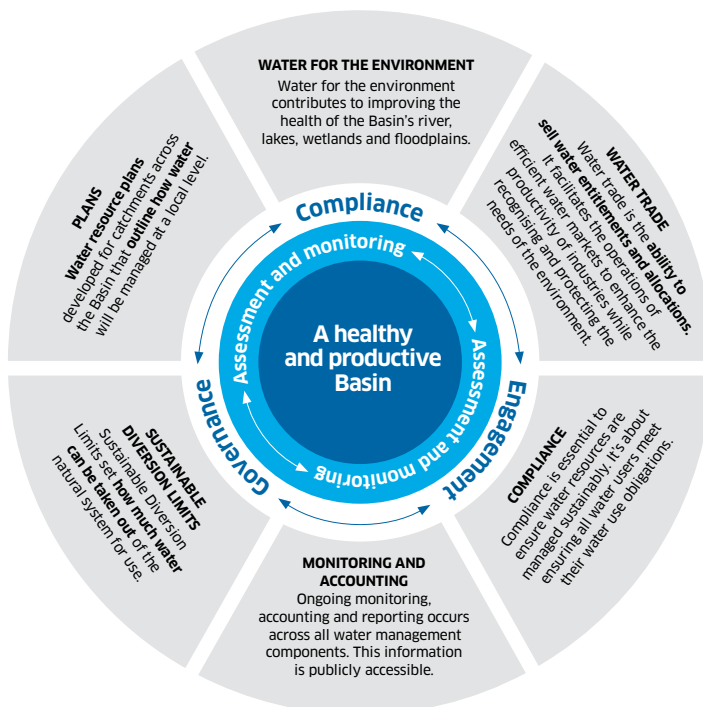 WATER FOR THE ENVIRONMENT
Water for the environment
contributes to improving the
health of the Basin's river,
lakes, wetlands and floodplains.
WATER TRADE
Water trade is the ability to
sell water entitlements and allocations.
It facilitates the operations of
efficient water markets to enhance the
productivity of industries while
recognising and protecting the
needs of the environment.
COMPLIANCE
Compliance is essential to
ensure water resources are
managed sustainably. It's about
ensuring all water users meet
their water use obligations.
MONITORING AND
ACCOUNTING
Ongoing monitoring,
accounting and reporting occurs
across all water management
components. This information
is publicly accessible.
SUSTAINABLE
DIVERSION LIMITS
Sustainable Diversion
Limits set how much water
can be taken out of the
natural system for use.
PLANS
Water resource plans
developed for catchments across
the Basin that outline how water
will be managed at a local level.
Compliance
Engagement
Governance
Assessment and monitoring
Assessment and monitoring
A healthy
and productive
Basin